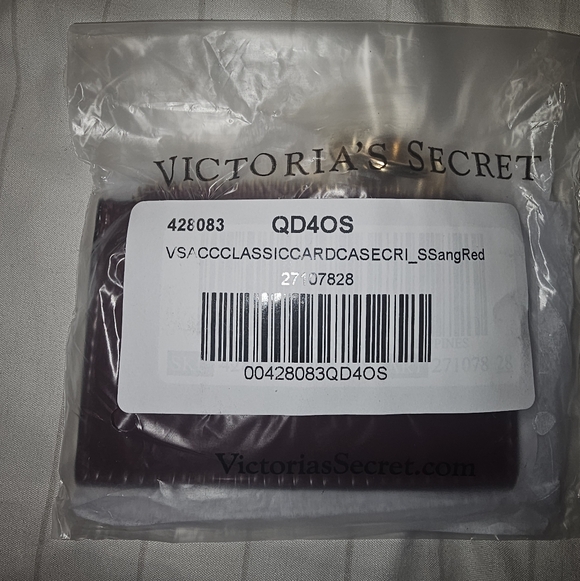 VICTORIA'S SECRET
428083 QD4OS
VSACCCLASSICCARDCASECRI_SSangRed
27107828
00428083QD4OS
VictoriasSecret.com